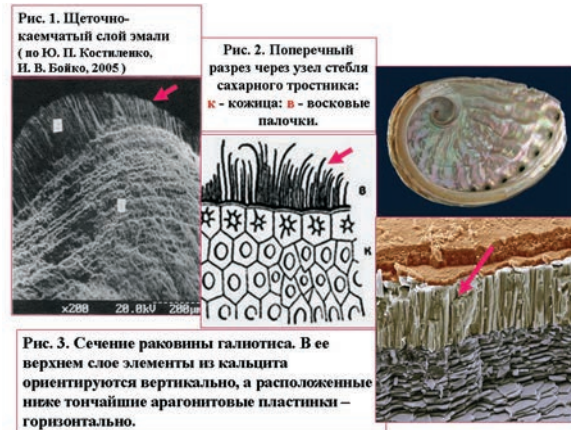 Рис. 1. Щеточно-
каемчатый слой эмали
( по Ю. П. Костиленко,
И. В. Бойко, 2005 )
Рис. 2. Поперечный
разрез через узел стебля
сахарного тростника:
к - кожица: в - восковые
палочки.
в
к
×200 20.0kV 200μm
Рис. 3. Сечение раковины галиотиса. В ее
верхнем слое элементы из кальцита
ориентируются вертикально, а расположенные
ниже тончайшие арагонитовые пластинки –
горизонтально.